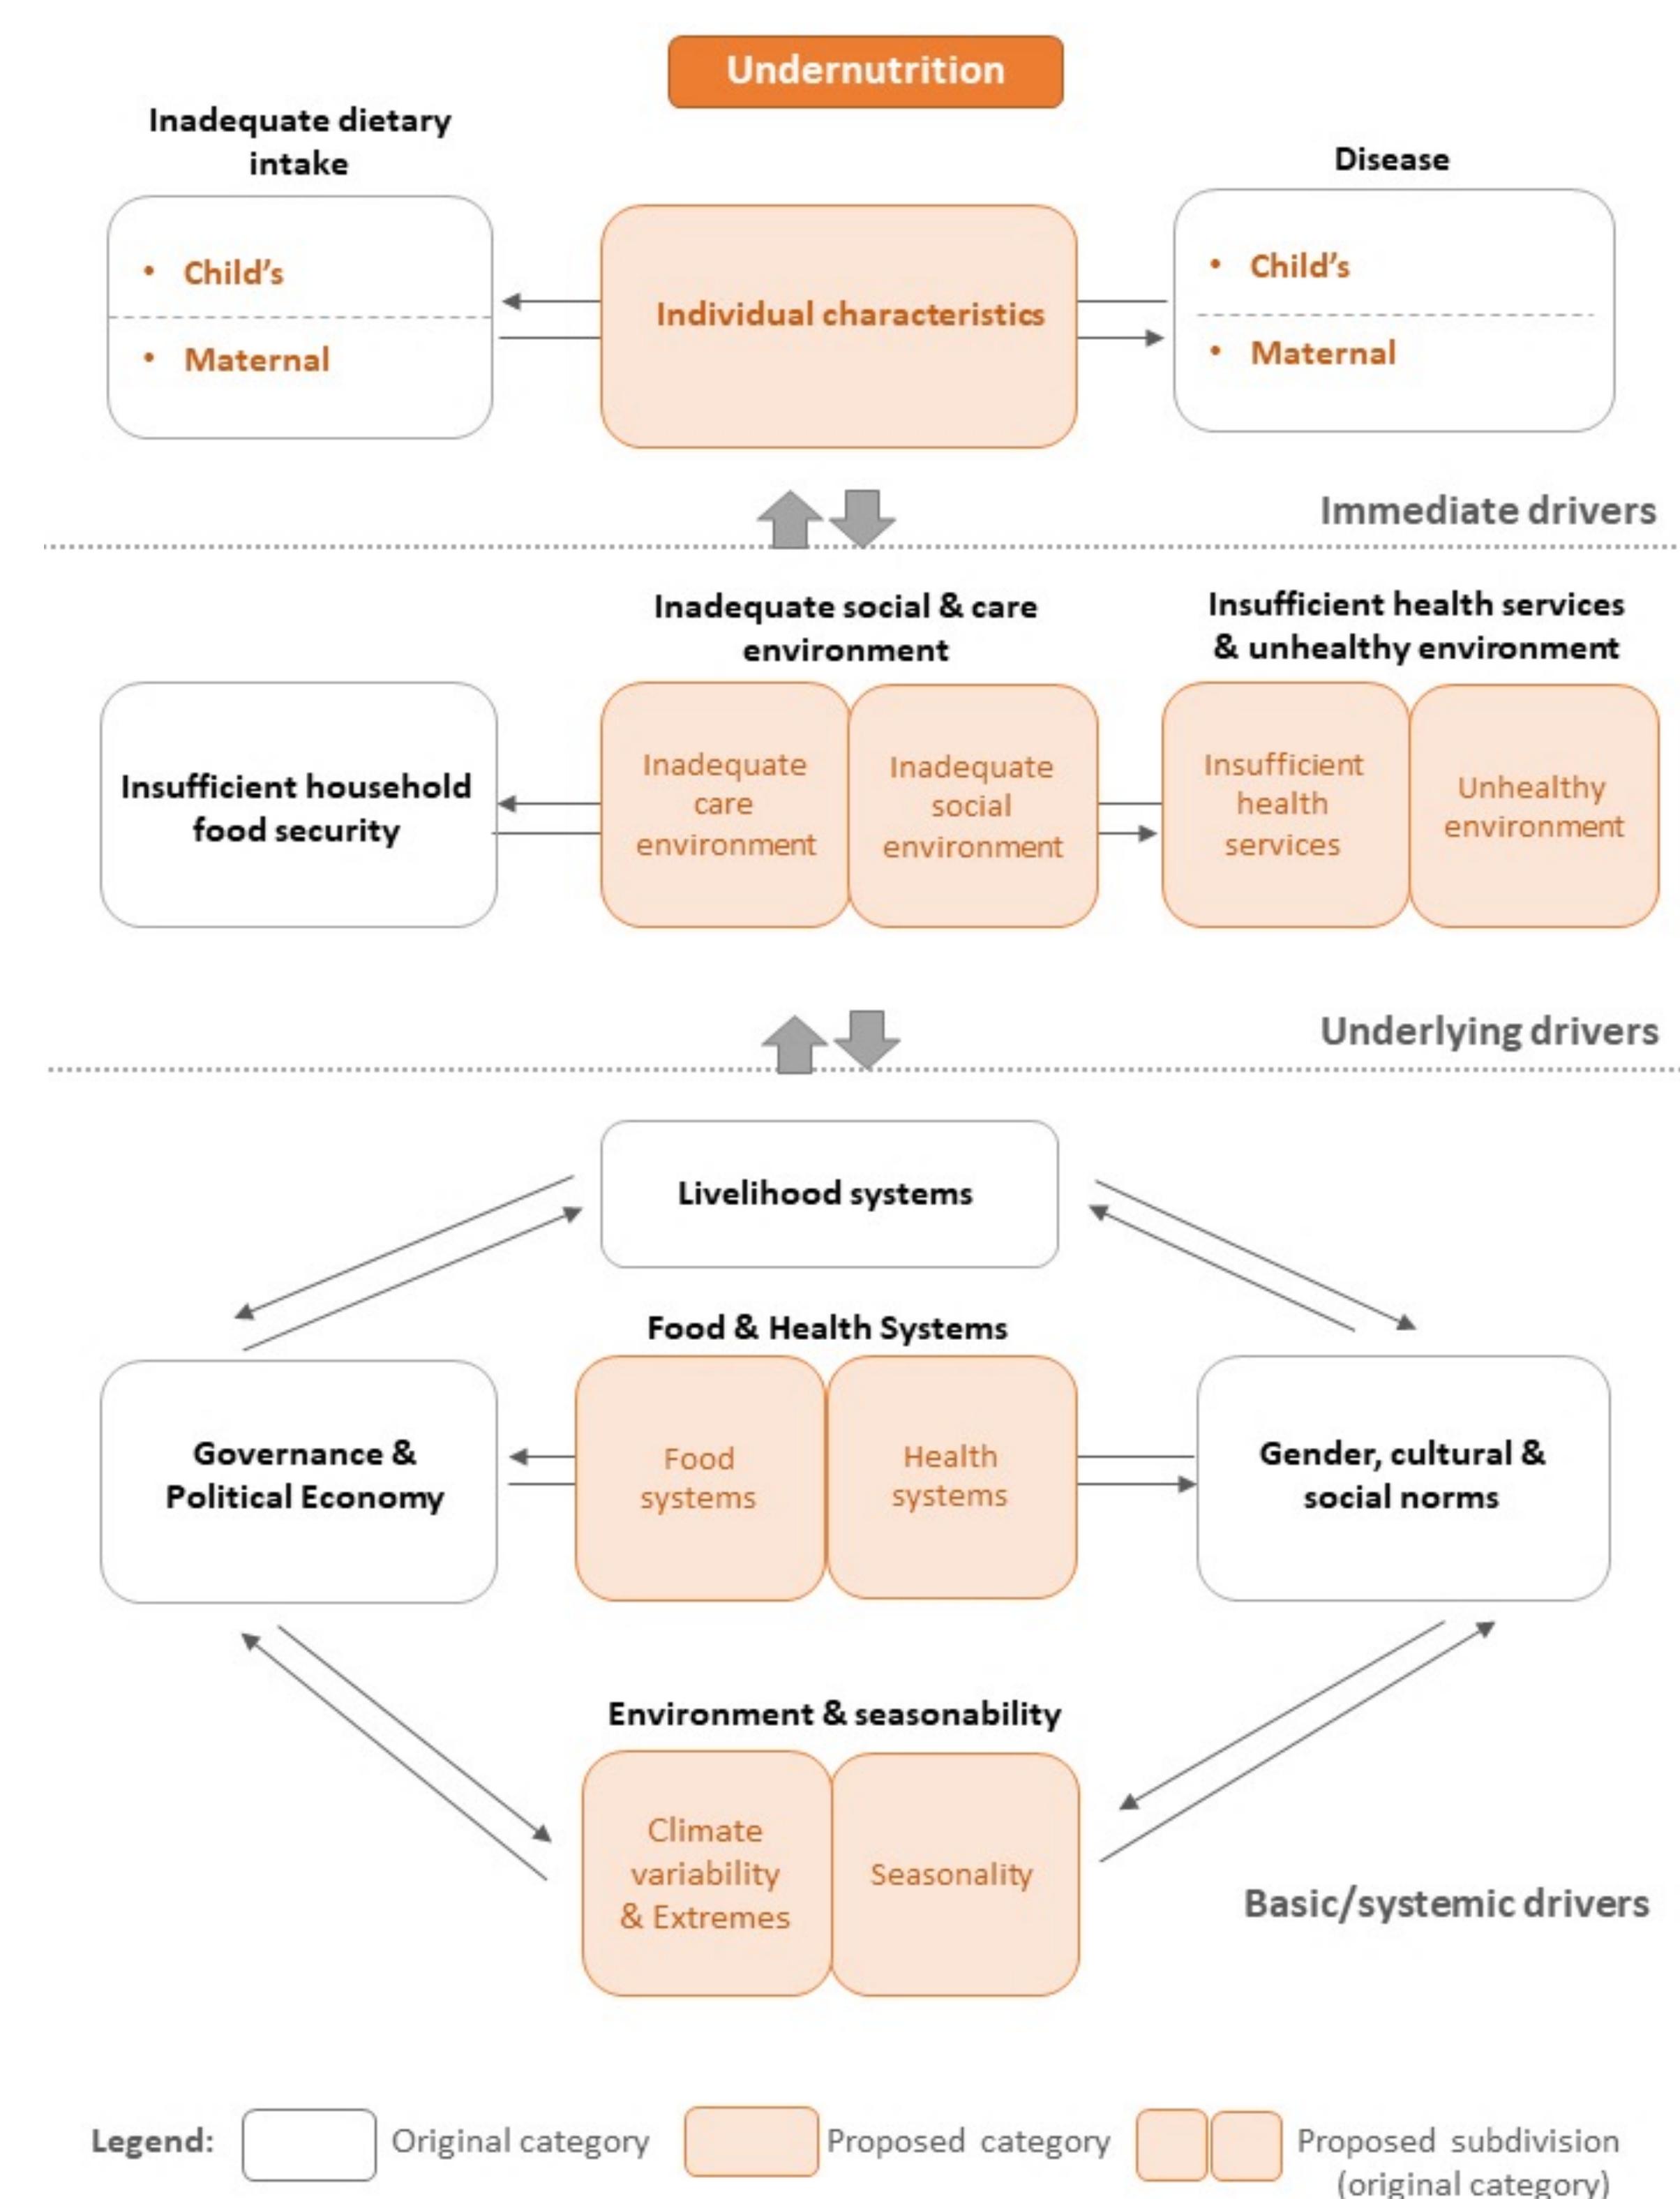 Undernutrition
Inadequate dietary
intake
Disease
• Child's
• Maternal
Individual characteristics
• Child's
• Maternal
Immediate drivers
Inadequate social & care
environment
Insufficient health services
& unhealthy environment
Insufficient household
food security
Inadequate
care
environment
Inadequate
social
environment
Insufficient
health
services
Unhealthy
environment
Underlying drivers
Livelihood systems
Food & Health Systems
Governance &
Political Economy
Food
systems
Health
systems
Gender, cultural &
social norms
Environment & seasonability
Climate
variability
& Extremes
Seasonality
Basic/systemic drivers
Legend:
Original category
Proposed category
Proposed subdivision
(original category)